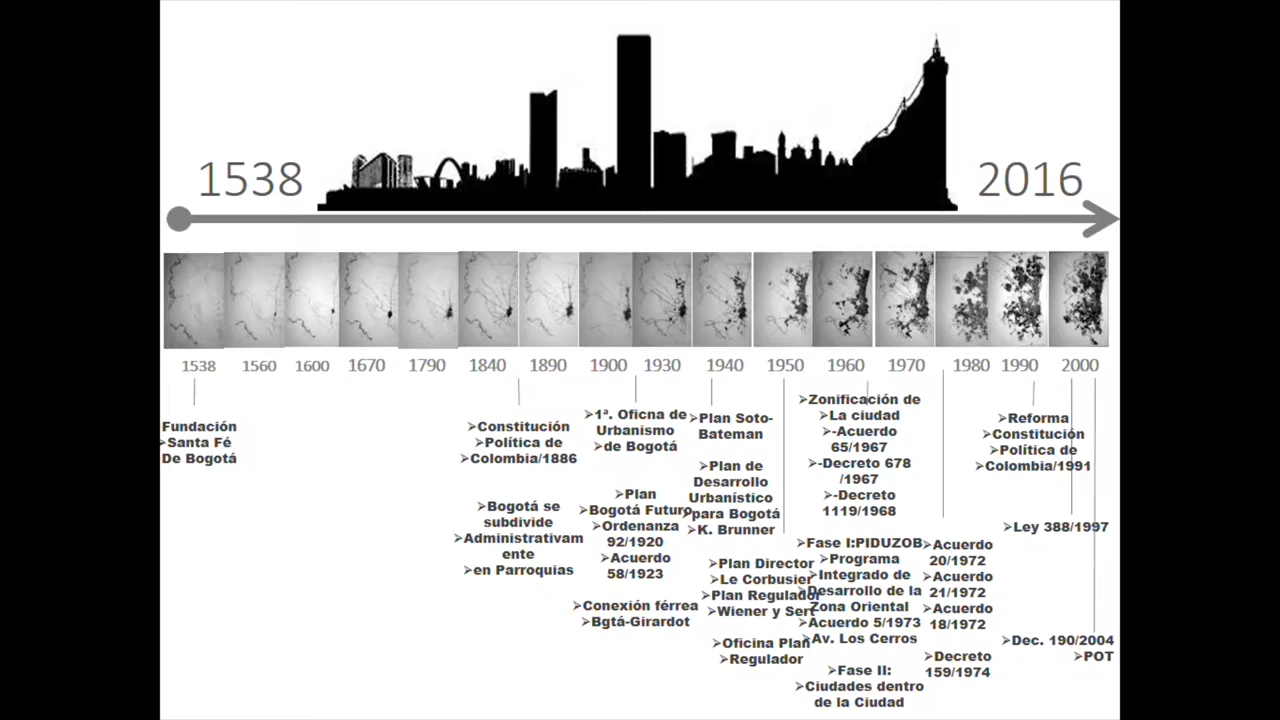 1538
2016
1538 1560 1600 1670 1790 1840 1890 1900 1930 1940 1950 1960 1970 1980 1990 2000
Fundación
➢Santa Fé
De Bogotá
➢Constitución
➢Política de
➢Colombia/1886
➢Bogotá se
subdivide
➢Administrativam
ente
➢en Parroquias
➢1ª. Oficna de
Urbanismo
➢de Bogotá
➢Plan
➢Bogotá Futuro
➢Ordenanza
92/1920
➢Acuerdo
58/1923
➢Conexión férrea
➢Bgtá-Girardot
➢Plan Soto-
Bateman
➢Plan de
Desarrollo
Urbanístico
➢para Bogotá
➢K. Brunner
➢Plan Director
➢Le Corbusier
➢Plan Regulador
➢Wiener y Sert
➢Oficina Plan
➢Regulador
➢Zonificación de
➢La ciudad
➢-Acuerdo
65/1967
➢-Decreto 678
/1967
➢-Decreto
1119/1968
➢Fase I:PIDUZOB
➢Programa
➢Integrado de
➢Desarrollo de la
Zona Oriental
➢Acuerdo 5/1973
➢Av. Los Cerros
➢Fase II:
➢Ciudades dentro
de la Ciudad
➢Acuerdo
20/1972
➢Acuerdo
21/1972
➢Acuerdo
18/1972
➢Decreto
159/1974
➢Reforma
➢Constitución
➢Política de
➢Colombia/1991
➢Ley 388/1997
➢Dec. 190/2004
➢POT